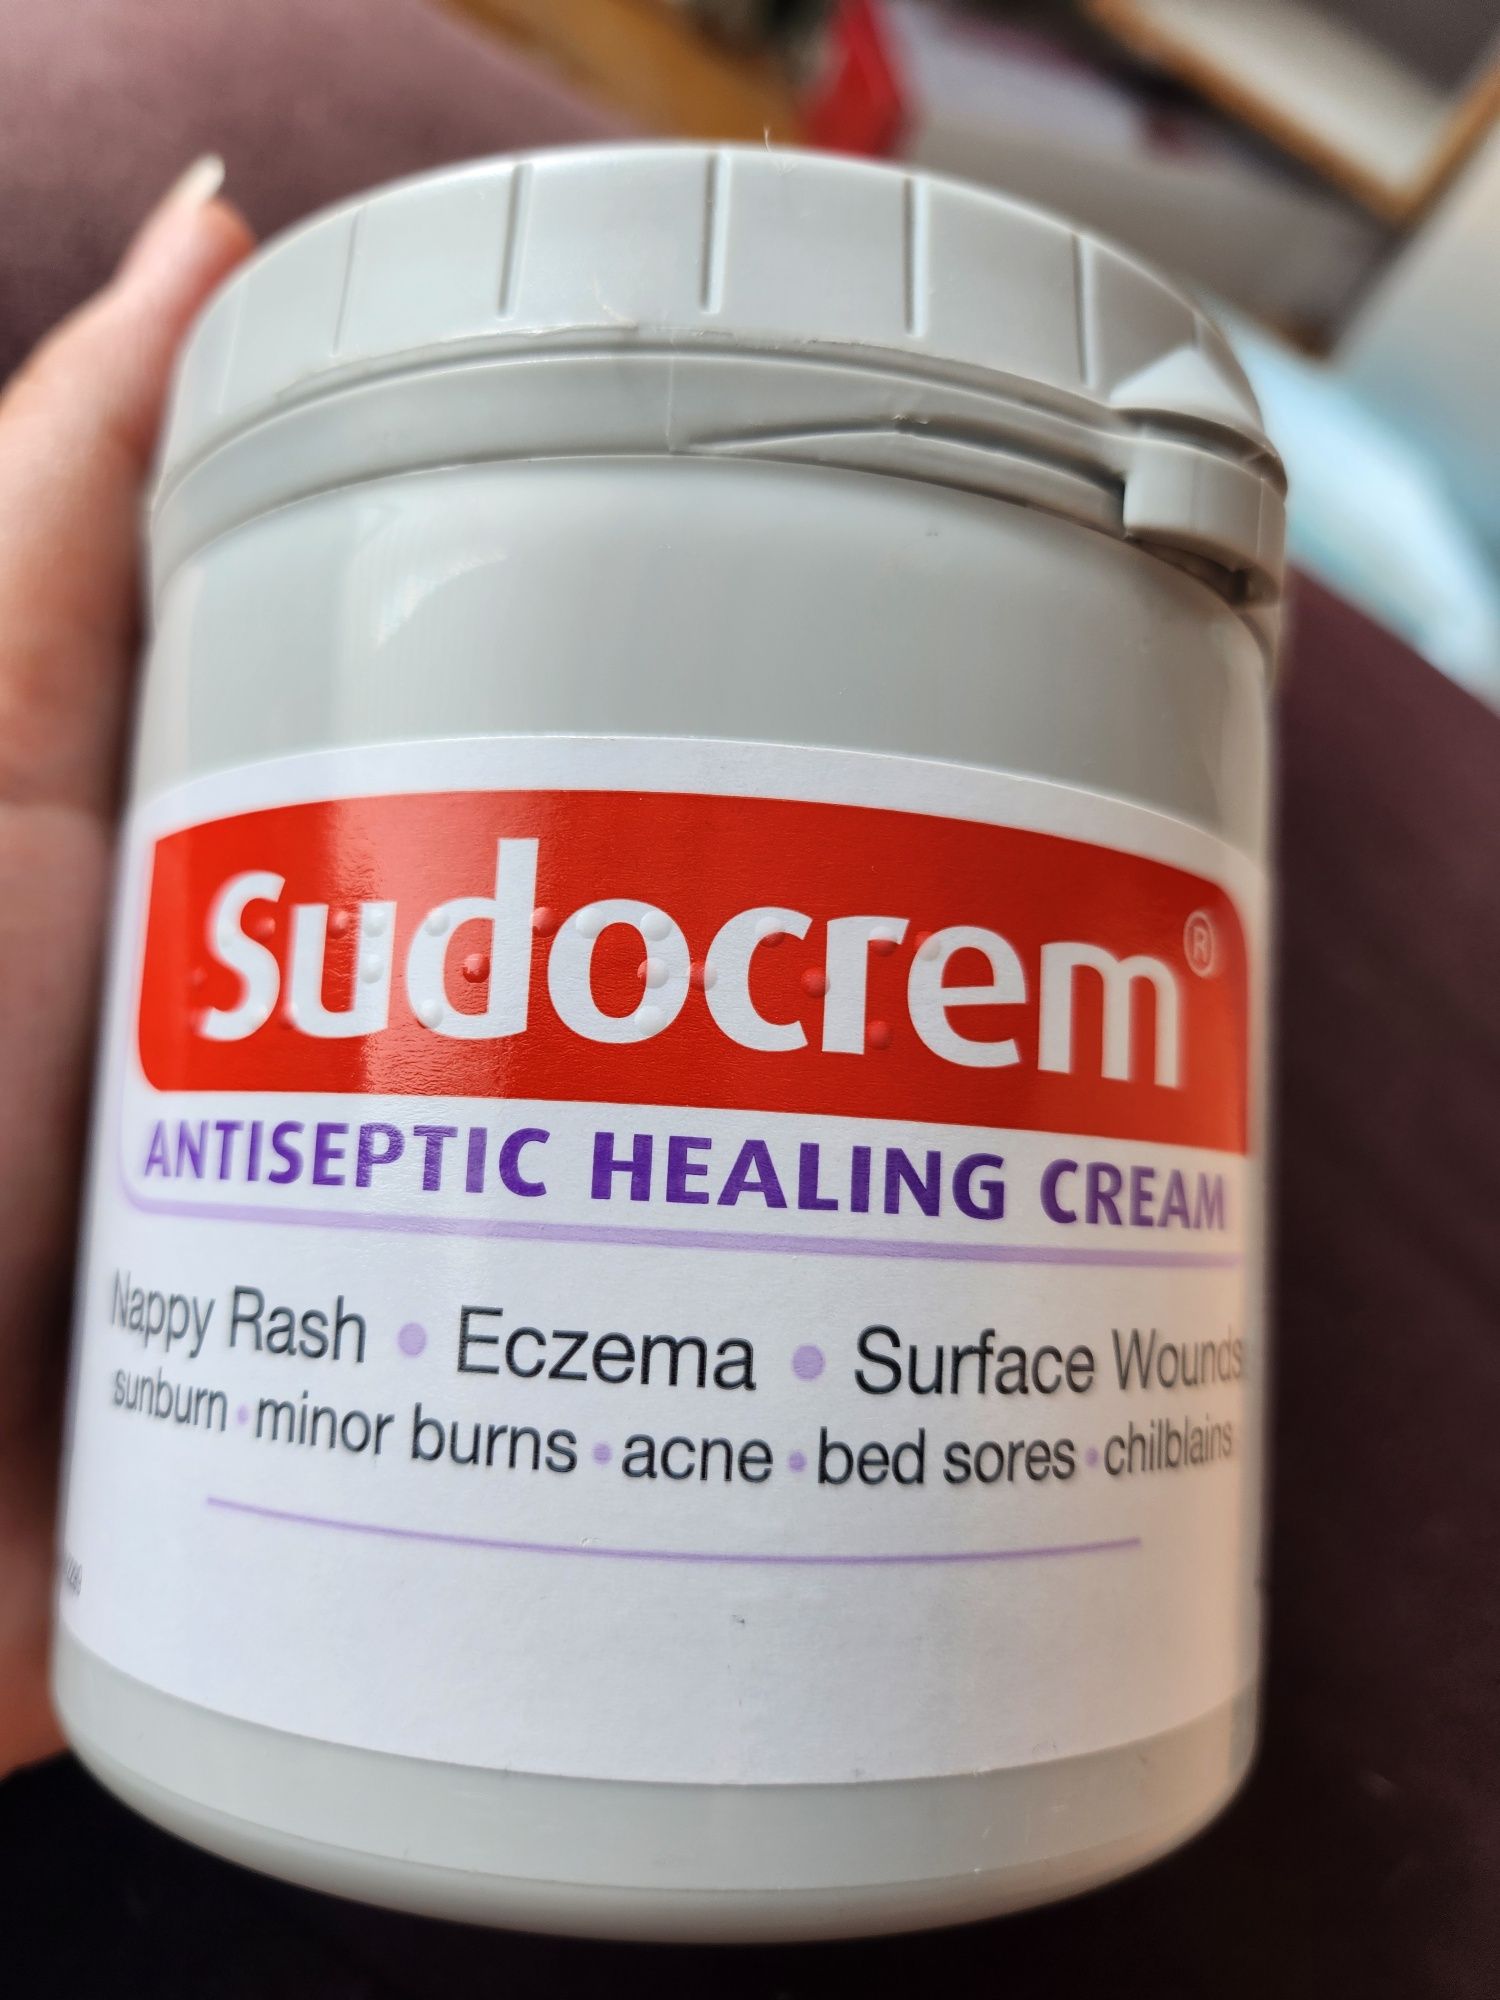 Sudocrem®
ANTISEPTIC HEALING CREAM
Nappy Rash • Eczema • Surface Wounds
sunburn • minor burns • acne • bed sores • chilblains